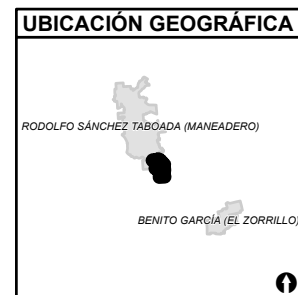 UBICACIÓN GEOGRÁFICA
RODOLFO SÁNCHEZ TABOADA (MANEADERO)
BENITO GARCÍA (EL ZORRILLO)